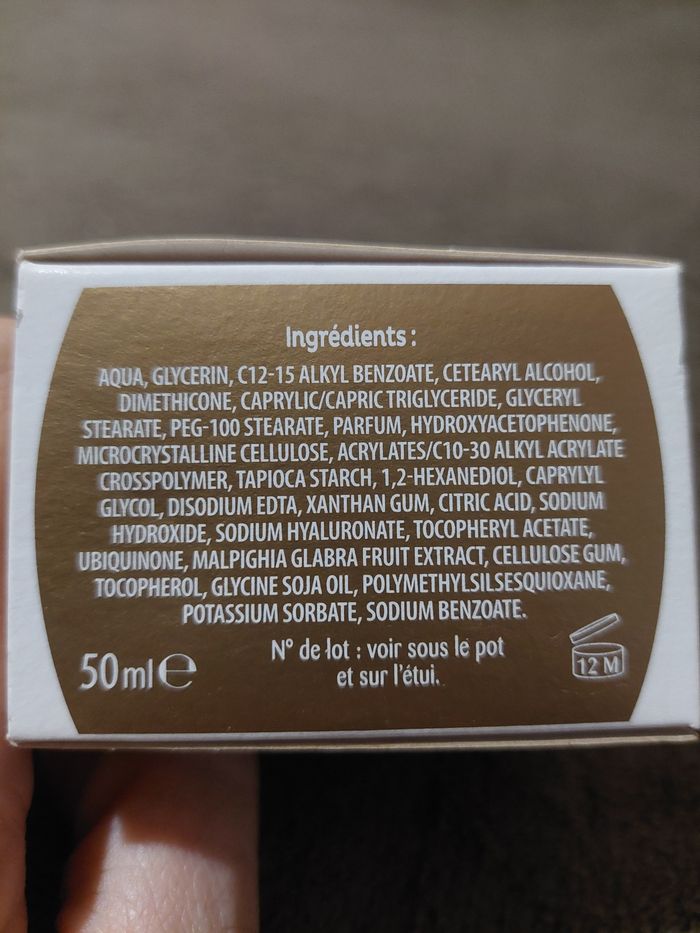 Ingrédients :
AQUA, GLYCERIN, C12-15 ALKYL BENZOATE, CETEARYL ALCOHOL,
DIMETHICONE, CAPRYLIC/CAPRIC TRIGLYCERIDE, GLYCERYL
STEARATE, PEG-100 STEARATE, PARFUM, HYDROXYACETOPHENONE,
MICROCRYSTALLINE CELLULOSE, ACRYLATES/C10-30 ALKYL ACRYLATE
CROSSPOLYMER, TAPIOCA STARCH, 1,2-HEXANEDIOL, CAPRYLYL
GLYCOL, DISODIUM EDTA, XANTHAN GUM, CITRIC ACID, SODIUM
HYDROXIDE, SODIUM HYALURONATE, TOCOPHERYL ACETATE,
UBIQUINONE, MALPIGHIA GLABRA FRUIT EXTRACT, CELLULOSE GUM,
TOCOPHEROL, GLYCINE SOJA OIL, POLYMETHYLSILSESQUIOXANE,
POTASSIUM SORBATE, SODIUM BENZOATE.
50 ml ℮
N° de lot : voir sous le pot
et sur l'étui.
12 M